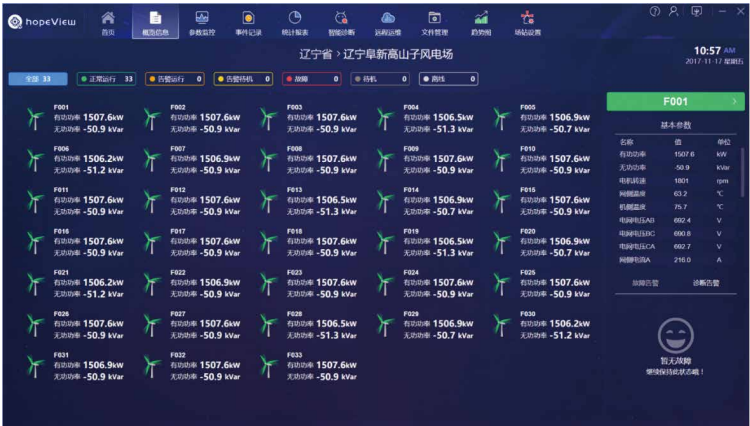 hopeView
首页
概览信息
参数监控
事件记录
统计报表
智能诊断
远程运维
文件管理
趋势图
场站设置
辽宁省 > 辽宁阜新高山子风电场
10:57 AM
2017-11-17 星期五
全部 33
正常运行 33
告警运行 0
告警待机 0
故障 0
待机 0
离线 0
F001
有功功率 1507.6kw
无功功率 -50.9 kVar
F002
有功功率 1507.6kw
无功功率 -50.9 kVar
F003
有功功率 1507.6kw
无功功率 -50.9 kVar
F004
有功功率 1506.5kw
无功功率 -51.3 kVar
F005
有功功率 1506.9kw
无功功率 -50.7 kVar
F006
有功功率 1506.2kw
无功功率 -51.2 kVar
F007
有功功率 1506.9kw
无功功率 -50.9 kVar
F008
有功功率 1507.6kw
无功功率 -50.9 kVar
F009
有功功率 1507.6kw
无功功率 -50.9 kVar
F010
有功功率 1507.6kw
无功功率 -50.9 kVar
F011
有功功率 1507.6kw
无功功率 -50.9 kVar
F012
有功功率 1507.6kw
无功功率 -50.9 kVar
F013
有功功率 1506.5kw
无功功率 -51.3 kVar
F014
有功功率 1506.9kw
无功功率 -50.7 kVar
F015
有功功率 1507.6kw
无功功率 -50.9 kVar
F016
有功功率 1507.6kw
无功功率 -50.9 kVar
F017
有功功率 1507.6kw
无功功率 -50.9 kVar
F018
有功功率 1507.6kw
无功功率 -50.9 kVar
F019
有功功率 1506.5kw
无功功率 -51.3 kVar
F020
有功功率 1506.9kw
无功功率 -50.7 kVar
F021
有功功率 1506.2kw
无功功率 -51.2 kVar
F022
有功功率 1506.9kw
无功功率 -50.9 kVar
F023
有功功率 1507.6kw
无功功率 -50.9 kVar
F024
有功功率 1507.6kw
无功功率 -50.9 kVar
F025
有功功率 1507.6kw
无功功率 -50.9 kVar
F026
有功功率 1507.6kw
无功功率 -50.9 kVar
F027
有功功率 1507.6kw
无功功率 -50.9 kVar
F028
有功功率 1506.5kw
无功功率 -51.3 kVar
F029
有功功率 1506.9kw
无功功率 -50.7 kVar
F030
有功功率 1506.2kw
无功功率 -51.2 kVar
F031
有功功率 1506.9kw
无功功率 -50.9 kVar
F032
有功功率 1507.6kw
无功功率 -50.9 kVar
F033
有功功率 1507.6kw
无功功率 -50.9 kVar
F001
基本参数
名称 值 单位
有功功率 1507.6 kW
无功功率 -50.9 kVar
电机转速 1801 rpm
网侧温度 63.2 ℃
机侧温度 75.7 ℃
电网电压AB 692.4 V
电网电压BC 690.8 V
电网电压CA 692.7 V
网侧电流A 216.0 A
故障告警 诊断告警
暂无故障
继续保持此状态哦！